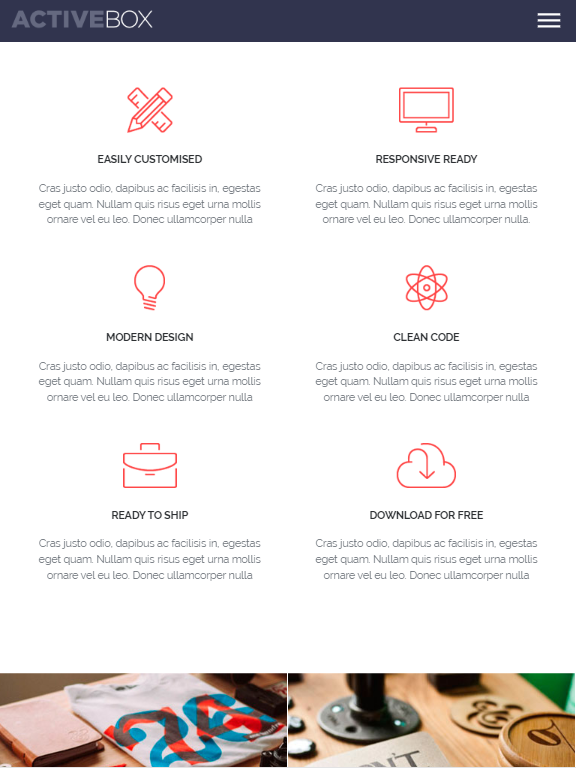 ACTIVEBOX
EASILY CUSTOMISED
Cras justo odio, dapibus ac facilisis in, egestas
eget quam. Nullam quis risus eget urna mollis
ornare vel eu leo. Donec ullamcorper nulla
RESPONSIVE READY
Cras justo odio, dapibus ac facilisis in, egestas
eget quam. Nullam quis risus eget urna mollis
ornare vel eu leo. Donec ullamcorper nulla.
MODERN DESIGN
Cras justo odio, dapibus ac facilisis in, egestas
eget quam. Nullam quis risus eget urna mollis
ornare vel eu leo. Donec ullamcorper nulla
CLEAN CODE
Cras justo odio, dapibus ac facilisis in, egestas
eget quam. Nullam quis risus eget urna mollis
ornare vel eu leo. Donec ullamcorper nulla
READY TO SHIP
Cras justo odio, dapibus ac facilisis in, egestas
eget quam. Nullam quis risus eget urna mollis
ornare vel eu leo. Donec ullamcorper nulla
DOWNLOAD FOR FREE
Cras justo odio, dapibus ac facilisis in, egestas
eget quam. Nullam quis risus eget urna mollis
ornare vel eu leo. Donec ullamcorper nulla